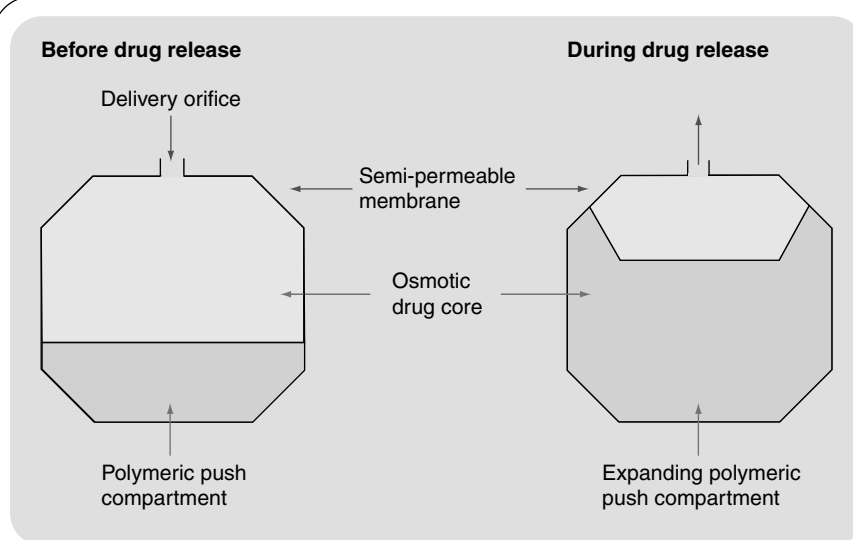 Before drug release
During drug release
Delivery orifice
Semi-permeable
membrane
Osmotic
drug core
Polymeric push
compartment
Expanding polymeric
push compartment